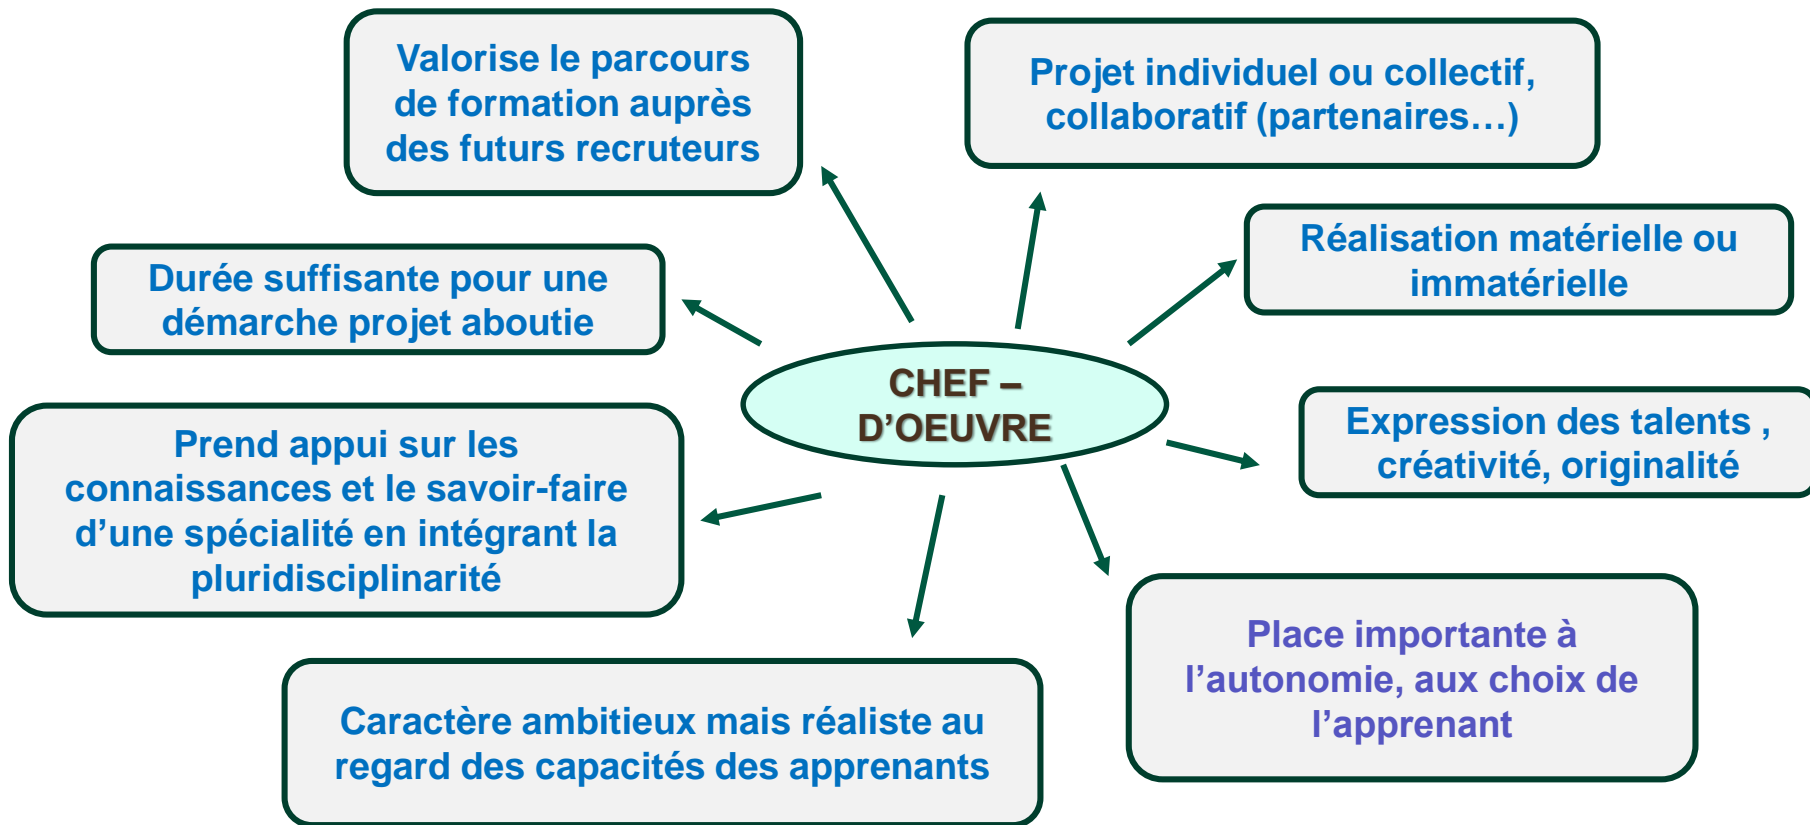 Valorise le parcours
de formation auprès
des futurs recruteurs
Projet individuel ou collectif,
collaboratif (partenaires…)
Réalisation matérielle ou
immatérielle
Durée suffisante pour une
démarche projet aboutie
CHEF –
D’OEUVRE
Expression des talents ,
créativité, originalité
Prend appui sur les
connaissances et le savoir-faire
d’une spécialité en intégrant la
pluridisciplinarité
Place importante à
l’autonomie, aux choix de
l’apprenant
Caractère ambitieux mais réaliste au
regard des capacités des apprenants